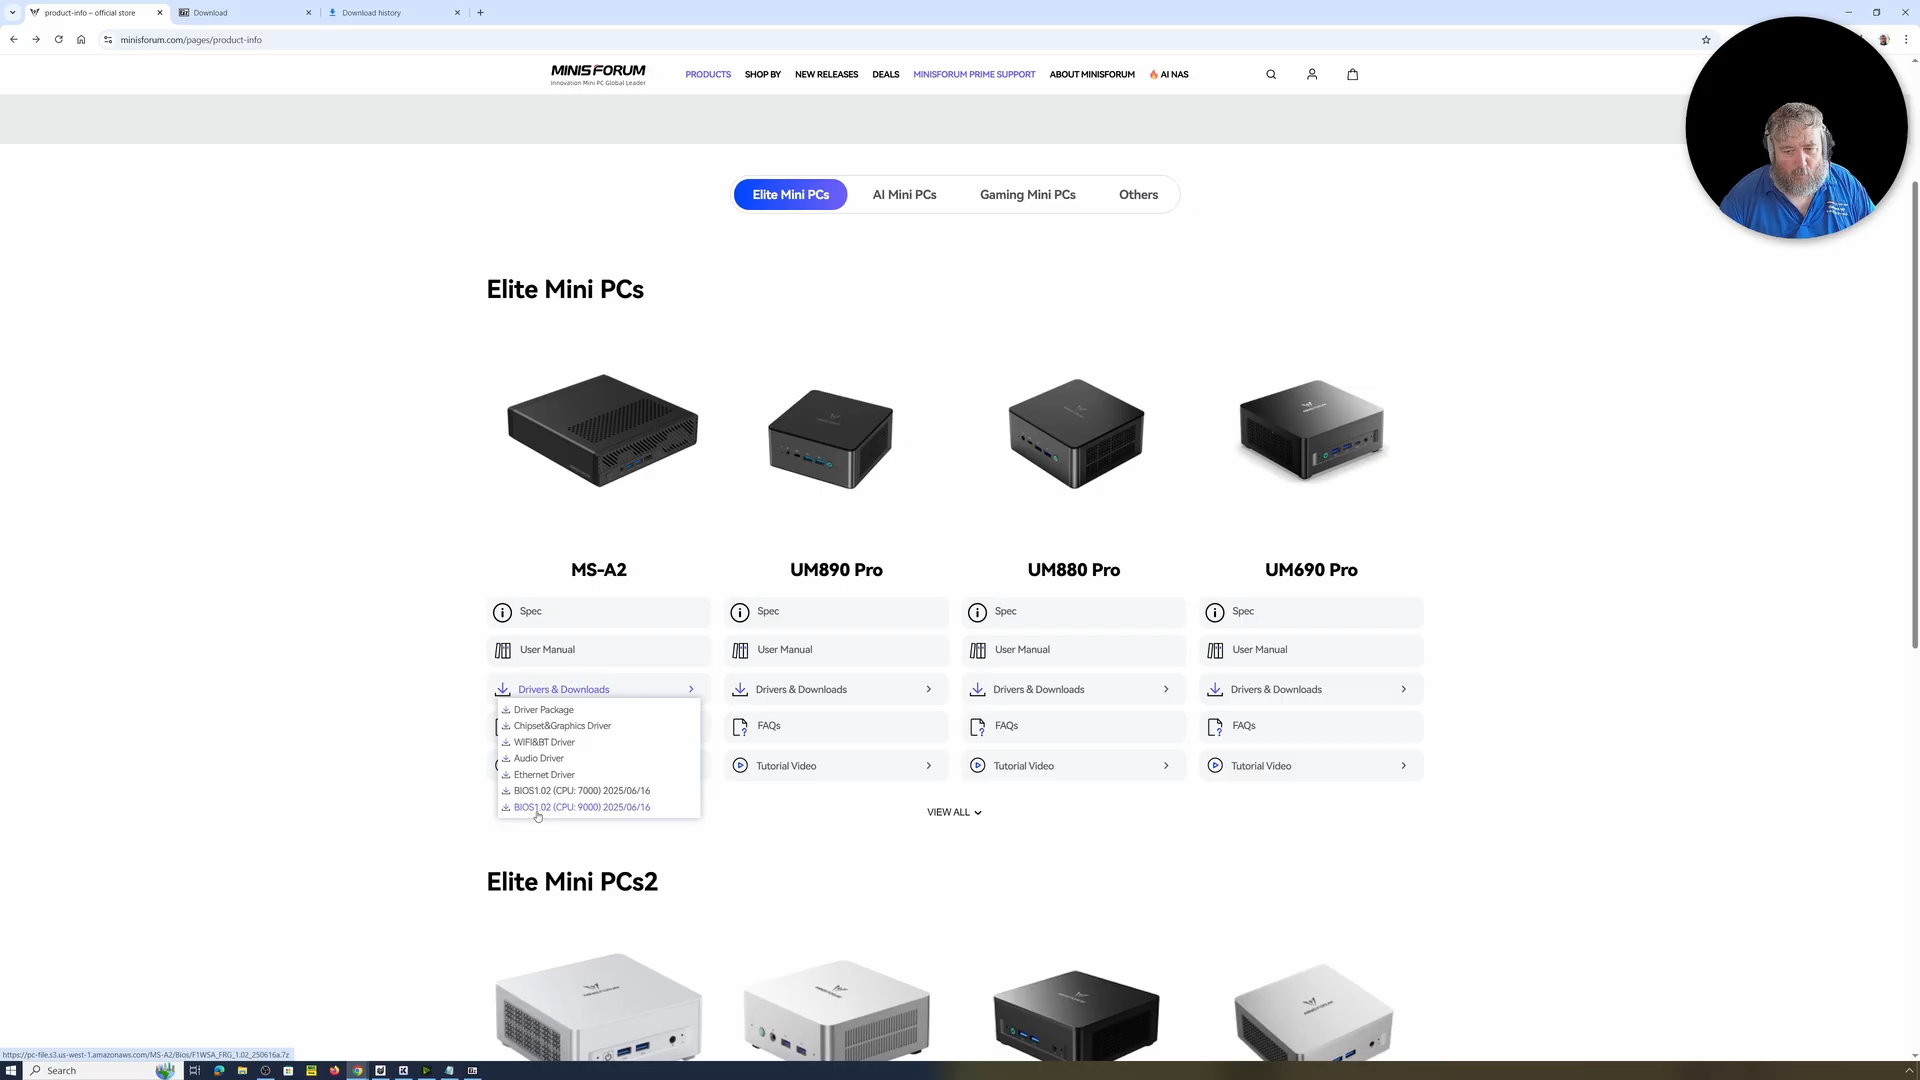 product-info – official store
Download
Download history
minisforum.com/pages/product-info
MINISFORUM
Innovation Mini PC Global Leader
PRODUCTS
SHOP BY
NEW RELEASES
DEALS
MINISFORUM PRIME SUPPORT
ABOUT MINISFORUM
🔥 AI NAS
Elite Mini PCs
AI Mini PCs
Gaming Mini PCs
Others
Elite Mini PCs
MS-A2
UM890 Pro
UM880 Pro
UM690 Pro
Spec
Spec
Spec
Spec
User Manual
User Manual
User Manual
User Manual
Drivers & Downloads
Drivers & Downloads
Drivers & Downloads
Drivers & Downloads
Driver Package
Chipset&Graphics Driver
WIFI&BT Driver
Audio Driver
Ethernet Driver
BIOS1.02 (CPU: 7000) 2025/06/16
BIOS1.02 (CPU: 9000) 2025/06/16
FAQs
FAQs
FAQs
Tutorial Video
Tutorial Video
Tutorial Video
VIEW ALL
Elite Mini PCs2
https://pc-file.s3.us-west-1.amazonaws.com/MS-A2/Bios/F1WSA_FRG_1.02_250616a.7z
Search